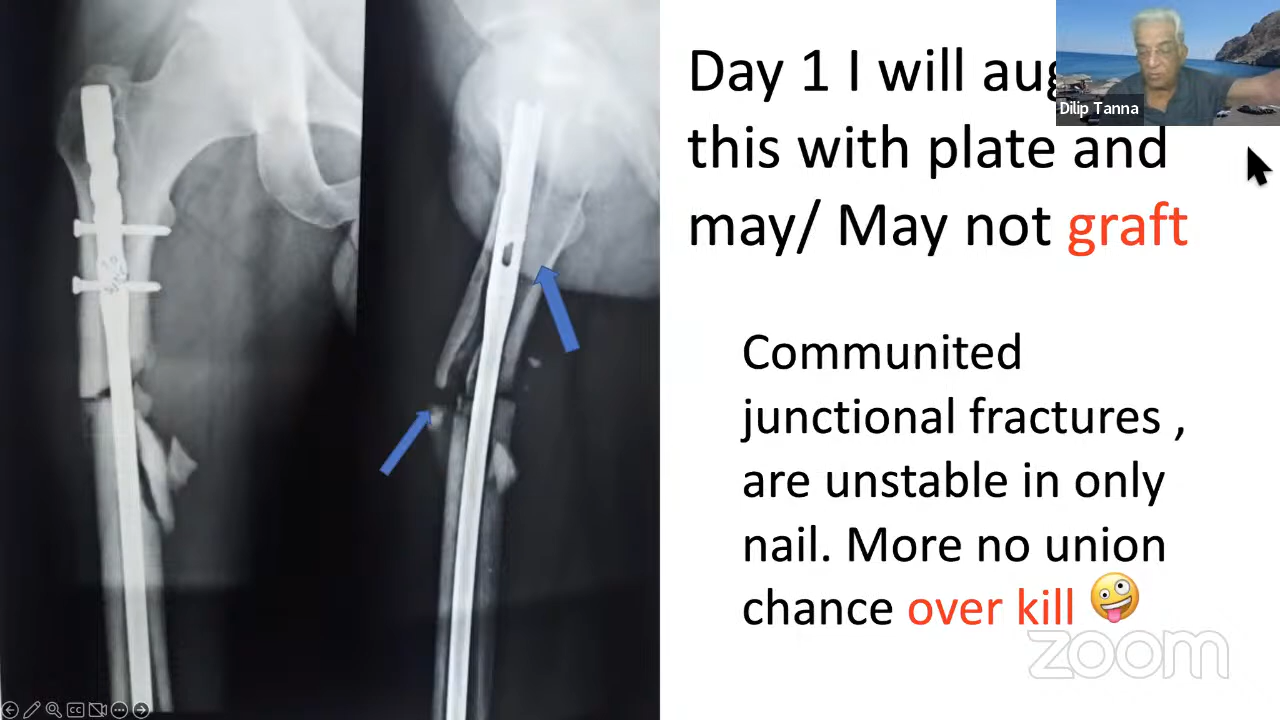 Day 1 I will aug
this with plate and
may/ May not graft
Dilip Tanna
Communited
junctional fractures ,
are unstable in only
nail. More no union
chance over kill
zoom
CC